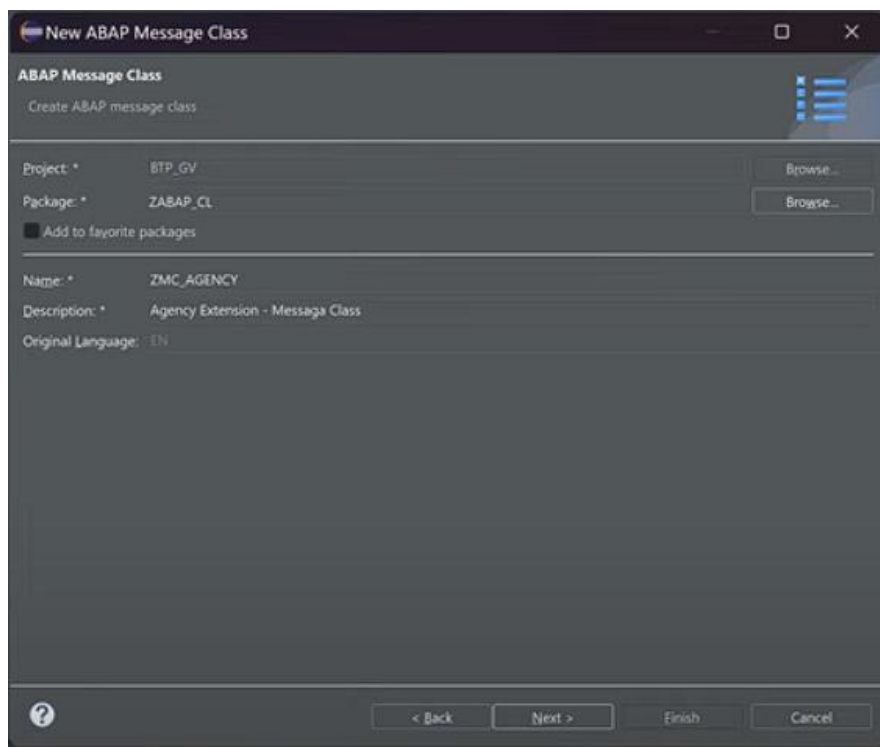 New ABAP Message Class
ABAP Message Class
Create ABAP message class
Project: * BTP_GV Browse...
Package: * ZABAP_CL Browse...
Add to favorite packages
Name: * ZMC_AGENCY
Description: * Agency Extension - Messaga Class
Original Language: EN
? < Back Next > Finish Cancel